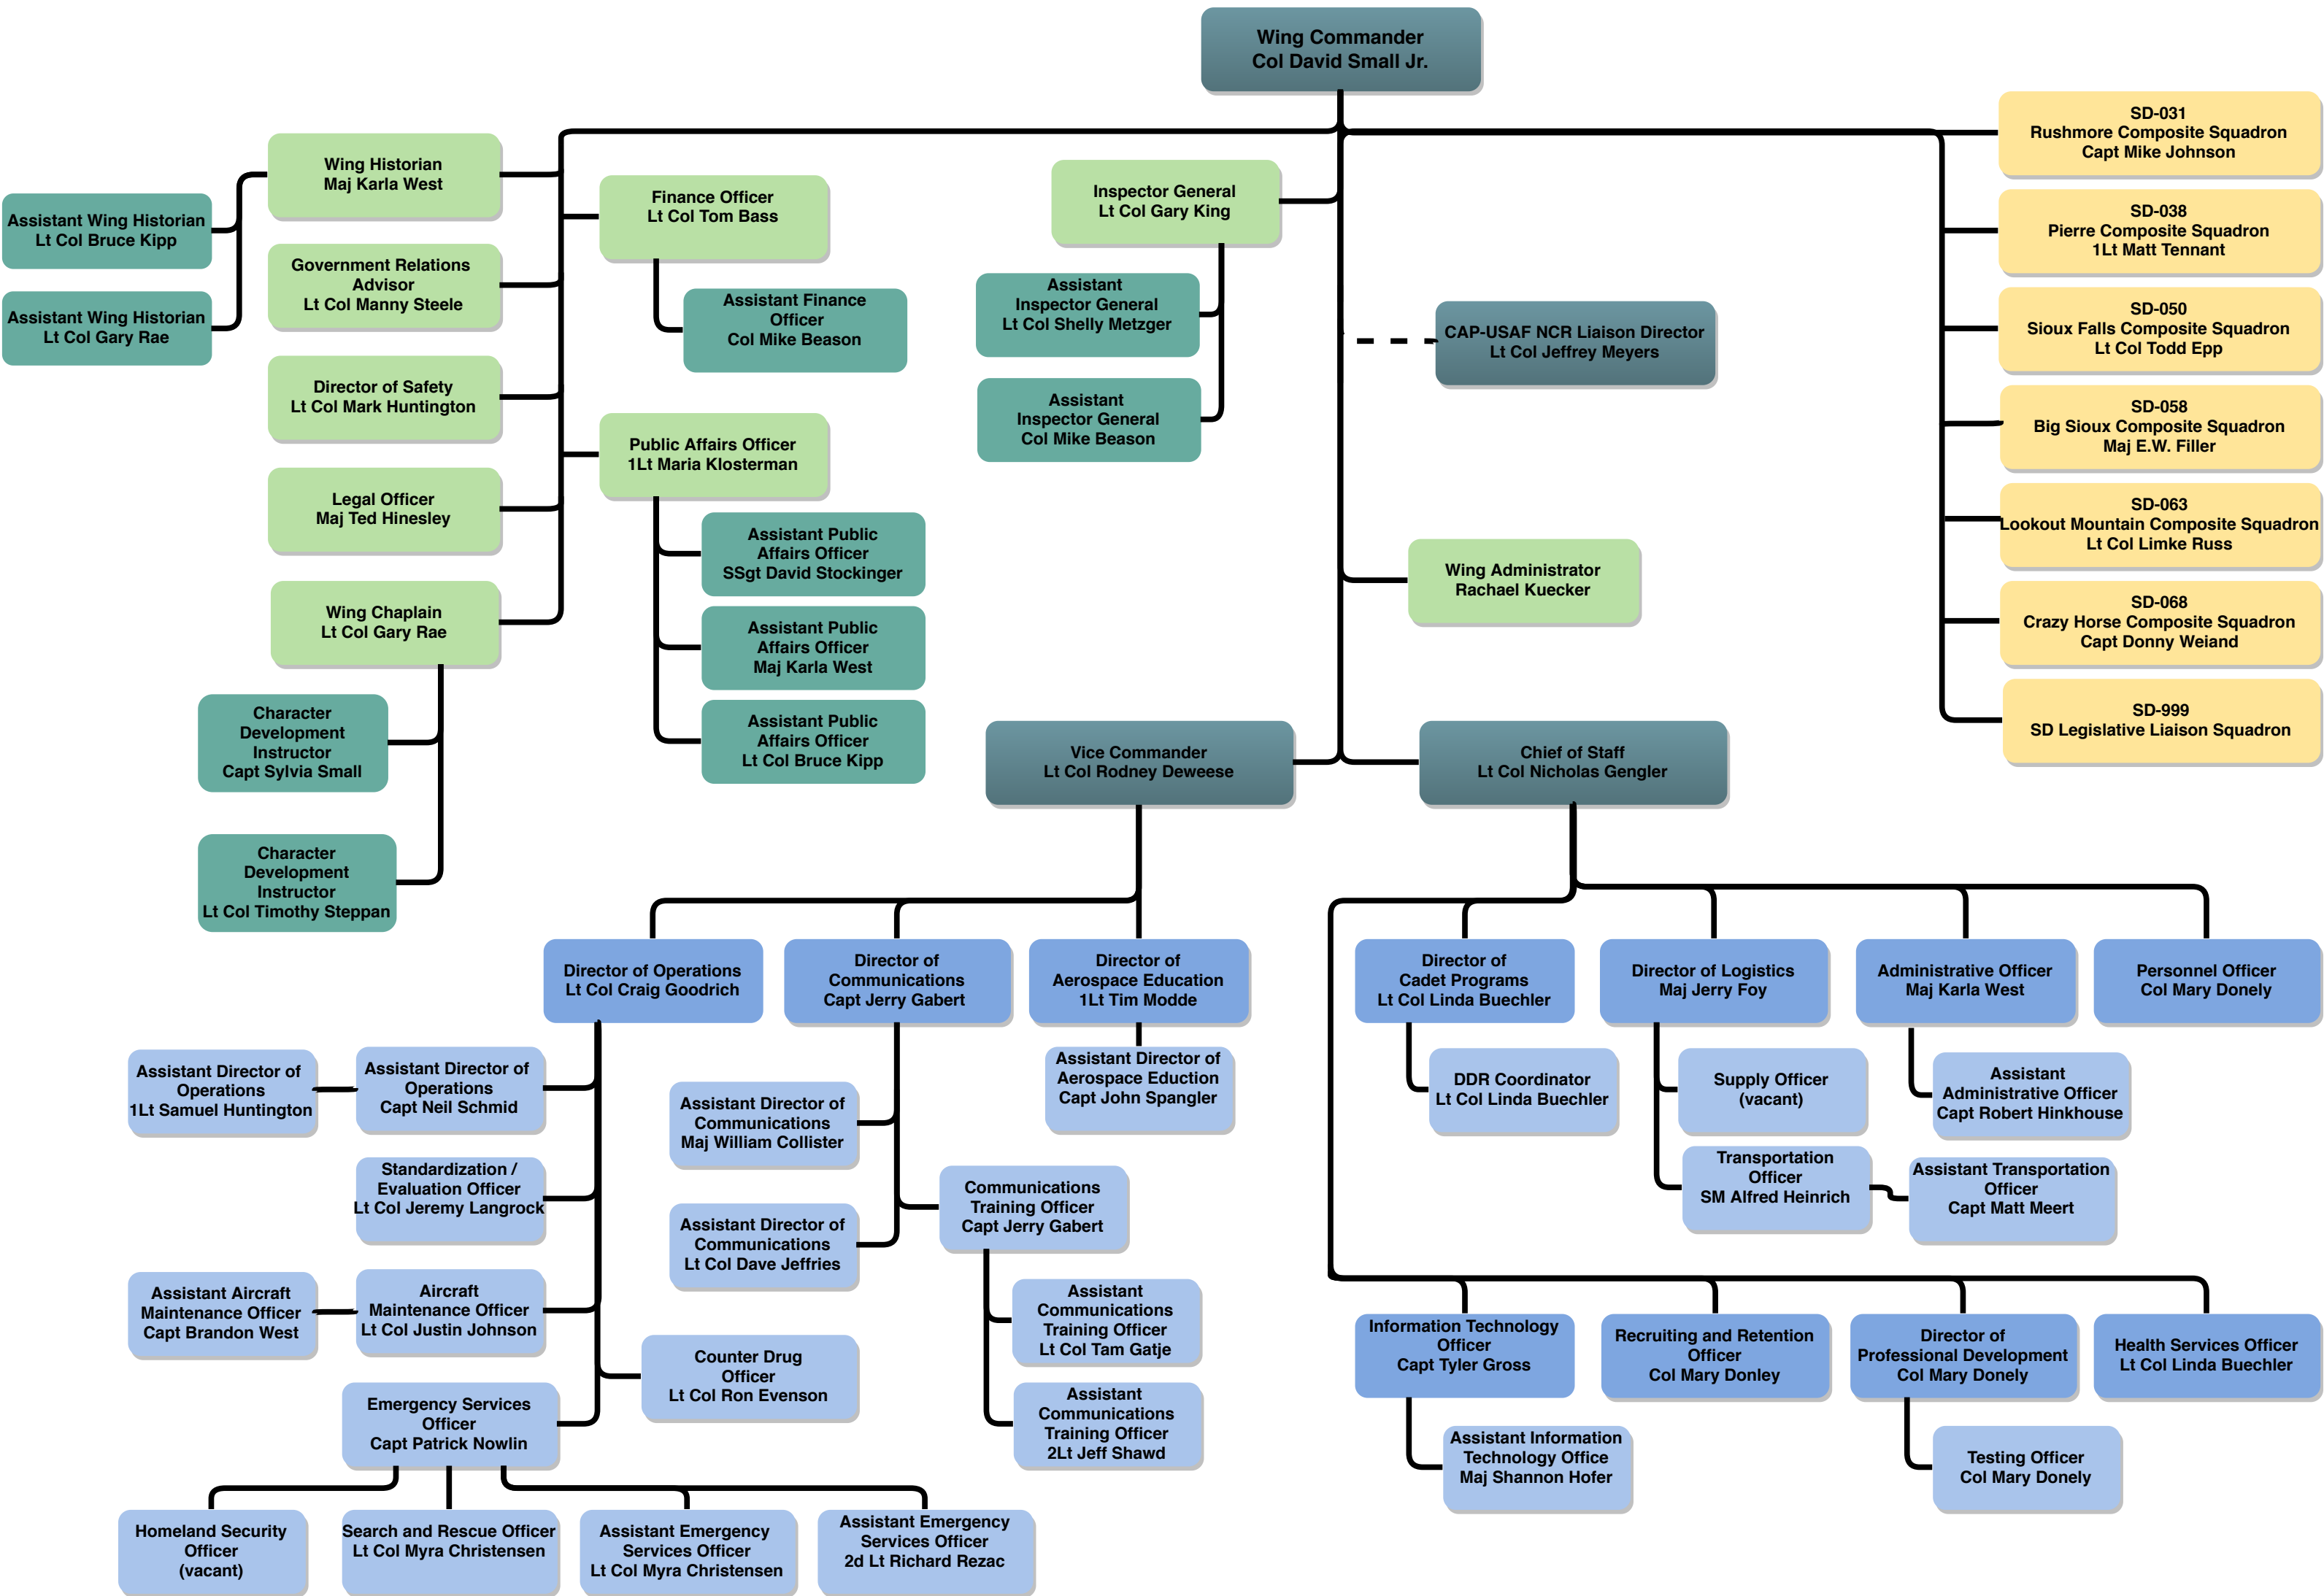 Wing Commander
Col David Small Jr.
SD-031
Rushmore Composite Squadron
Capt Mike Johnson
Wing Historian
Maj Karla West
Finance Officer
Lt Col Tom Bass
Inspector General
Lt Col Gary King
Assistant Wing Historian
Lt Col Bruce Kipp
SD-038
Pierre Composite Squadron
1Lt Matt Tennant
Government Relations
Advisor
Lt Col Manny Steele
Assistant Wing Historian
Lt Col Gary Rae
Assistant Finance
Officer
Col Mike Beason
Assistant
Inspector General
Lt Col Shelly Metzger
CAP-USAF NCR Liaison Director
Lt Col Jeffrey Meyers
SD-050
Sioux Falls Composite Squadron
Lt Col Todd Epp
Director of Safety
Lt Col Mark Huntington
Assistant
Inspector General
Col Mike Beason
SD-058
Big Sioux Composite Squadron
Maj E.W. Filler
Public Affairs Officer
1Lt Maria Klosterman
Legal Officer
Maj Ted Hinesley
SD-063
Lookout Mountain Composite Squadron
Lt Col Limke Russ
Assistant Public
Affairs Officer
SSgt David Stockinger
Wing Administrator
Rachael Kuecker
Wing Chaplain
Lt Col Gary Rae
SD-068
Crazy Horse Composite Squadron
Capt Donny Weiand
Assistant Public
Affairs Officer
Maj Karla West
Character
Development
Instructor
Capt Sylvia Small
Assistant Public
Affairs Officer
Lt Col Bruce Kipp
SD-999
SD Legislative Liaison Squadron
Vice Commander
Lt Col Rodney Deweese
Chief of Staff
Lt Col Nicholas Gengler
Character
Development
Instructor
Lt Col Timothy Steppan
Director of Operations
Lt Col Craig Goodrich
Director of
Communications
Capt Jerry Gabert
Director of
Aerospace Education
1Lt Tim Modde
Director of
Cadet Programs
Lt Col Linda Buechler
Director of Logistics
Maj Jerry Foy
Administrative Officer
Maj Karla West
Personnel Officer
Col Mary Donely
Assistant Director of
Operations
1Lt Samuel Huntington
Assistant Director of
Operations
Capt Neil Schmid
Assistant Director of
Communications
Maj William Collister
Assistant Director of
Aerospace Eduction
Capt John Spangler
DDR Coordinator
Lt Col Linda Buechler
Supply Officer
(vacant)
Assistant
Administrative Officer
Capt Robert Hinkhouse
Standardization /
Evaluation Officer
Lt Col Jeremy Langrock
Communications
Training Officer
Capt Jerry Gabert
Transportation
Officer
SM Alfred Heinrich
Assistant Transportation
Officer
Capt Matt Meert
Assistant Director of
Communications
Lt Col Dave Jeffries
Assistant Aircraft
Maintenance Officer
Capt Brandon West
Aircraft
Maintenance Officer
Lt Col Justin Johnson
Assistant
Communications
Training Officer
Lt Col Tam Gatje
Counter Drug
Officer
Lt Col Ron Evenson
Information Technology
Officer
Capt Tyler Gross
Recruiting and Retention
Officer
Col Mary Donley
Director of
Professional Development
Col Mary Donely
Health Services Officer
Lt Col Linda Buechler
Emergency Services
Officer
Capt Patrick Nowlin
Assistant
Communications
Training Officer
2Lt Jeff Shawd
Assistant Information
Technology Office
Maj Shannon Hofer
Testing Officer
Col Mary Donely
Homeland Security
Officer
(vacant)
Search and Rescue Officer
Lt Col Myra Christensen
Assistant Emergency
Services Officer
Lt Col Myra Christensen
Assistant Emergency
Services Officer
2d Lt Richard Rezac